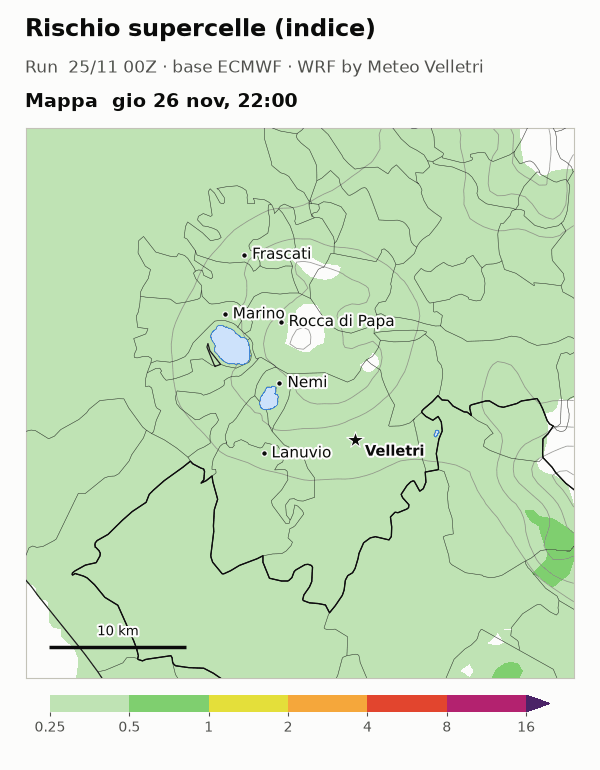 Rischio supercelle (indice)
Run  25/11 00Z · base ECMWF · WRF by Meteo Velletri
Mappa  gio 26 nov, 22:00
Frascati
Marino
Rocca di Papa
Nemi
Velletri
Lanuvio
10 km
0.25 0.5 1 2 4 8 16